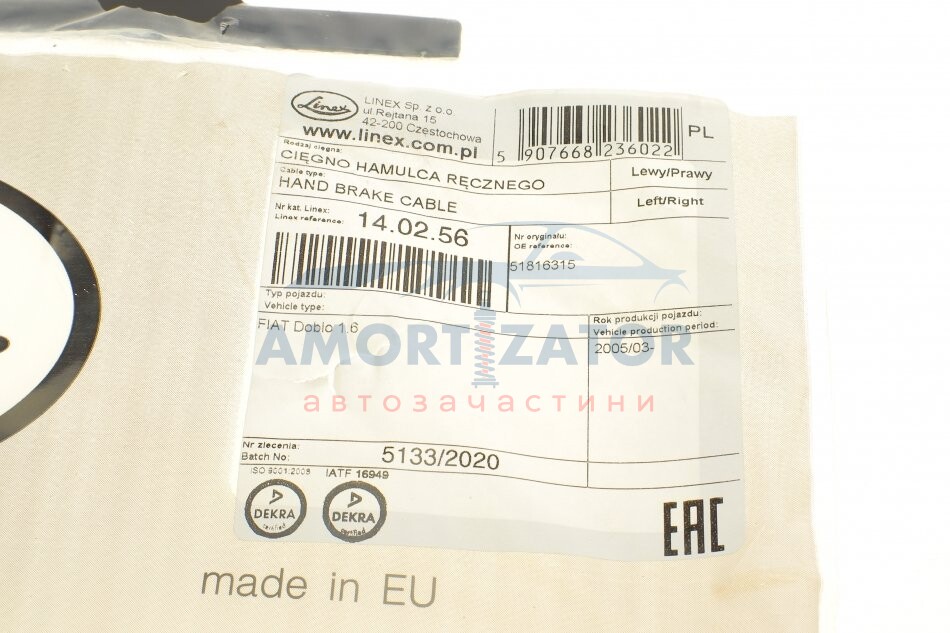 Linex
LINEX Sp. z o.o.
ul Rejtana 15
42-200 Częstochowa
www.linex.com.pl
5 907668 236022
PL
Rodzaj cięgna:
CIĘGNO HAMULCA RĘCZNEGO
Lewy/Prawy
Cable type:
HAND BRAKE CABLE
Left/Right
Nr kat. Linex:
Linex reference:
14.02.56
Nr oryginału:
OE reference:
51816315
Typ pojazdu:
Vehicle type:
FIAT Doblo 1.6
Rok produkcji pojazdu:
Vehicle production period:
2005/03-
AMORTIZATOR
автозачастини
Nr zlecenia:
Batch No:
5133/2020
ISO 9001:2008
IATF 16949
DEKRA
certified
DEKRA
certified
EAC
made in EU